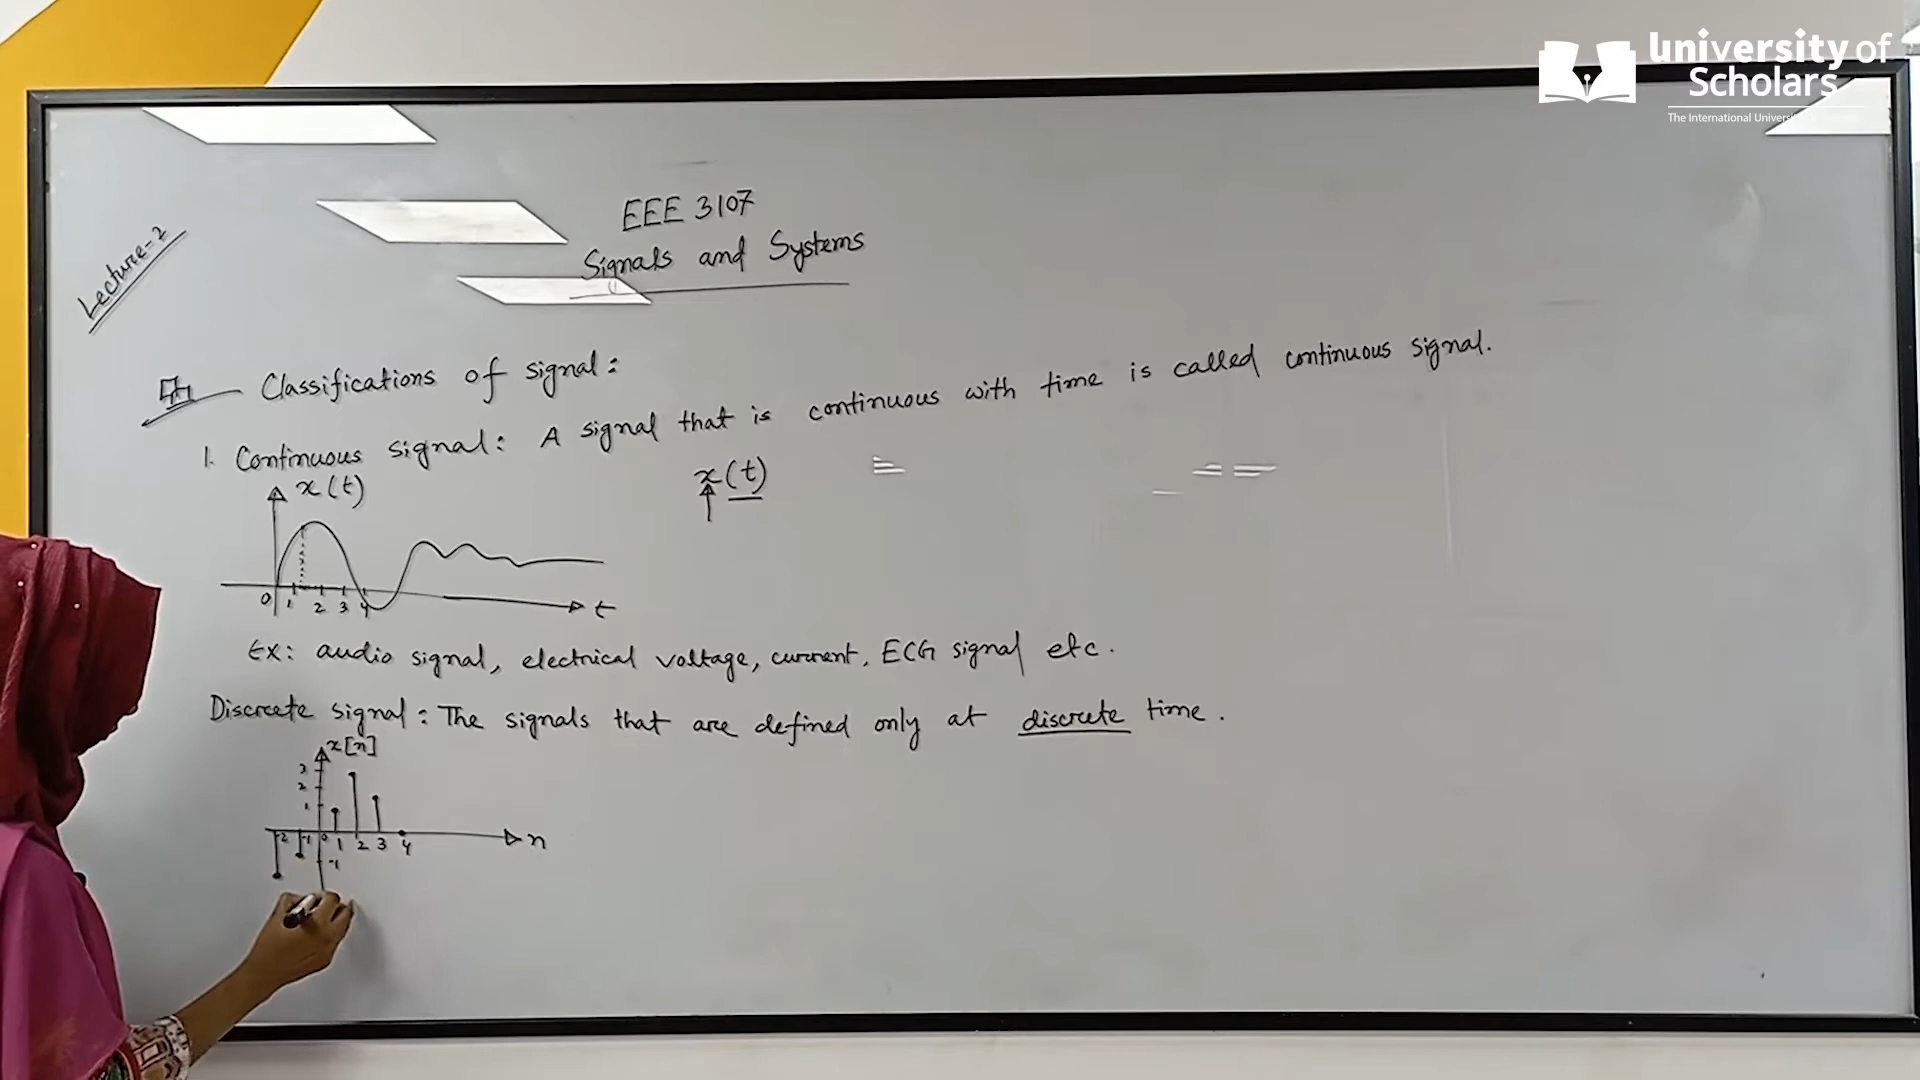 University of
Scholars
The International University
Lecture-2
EEE 3107
Signals and Systems
Classifications of signal:
1. Continuous signal: A signal that is continuous with time is called continuous signal.
x(t)
x(t)
0 1 2 3 4 t
Ex: audio signal, electrical voltage, current, ECG signal etc.
Discrete signal: The signals that are defined only at discrete time.
x[n]
3
2
1
-2 -1 0 1 2 3 4 n
-1